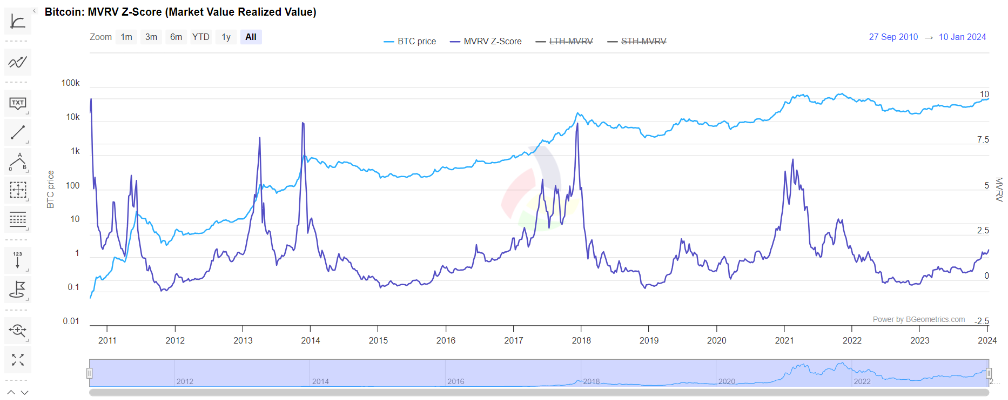 Bitcoin: MVRV Z-Score (Market Value Realized Value)
Zoom 1m 3m 6m YTD 1y All
BTC price MVRV Z-Score LTH-MVRV STH-MVRV
27 Sep 2010 → 10 Jan 2024
TXT
A
B
123
100k
10k
1k
100
10
1
0.1
0.01
BTC price
10
7.5
5
2.5
0
-2.5
MVRV
Power by BGeometrics.com
2011 2012 2013 2014 2015 2016 2017 2018 2019 2020 2021 2022 2023 2024
2012 2014 2016 2018 2020 2022